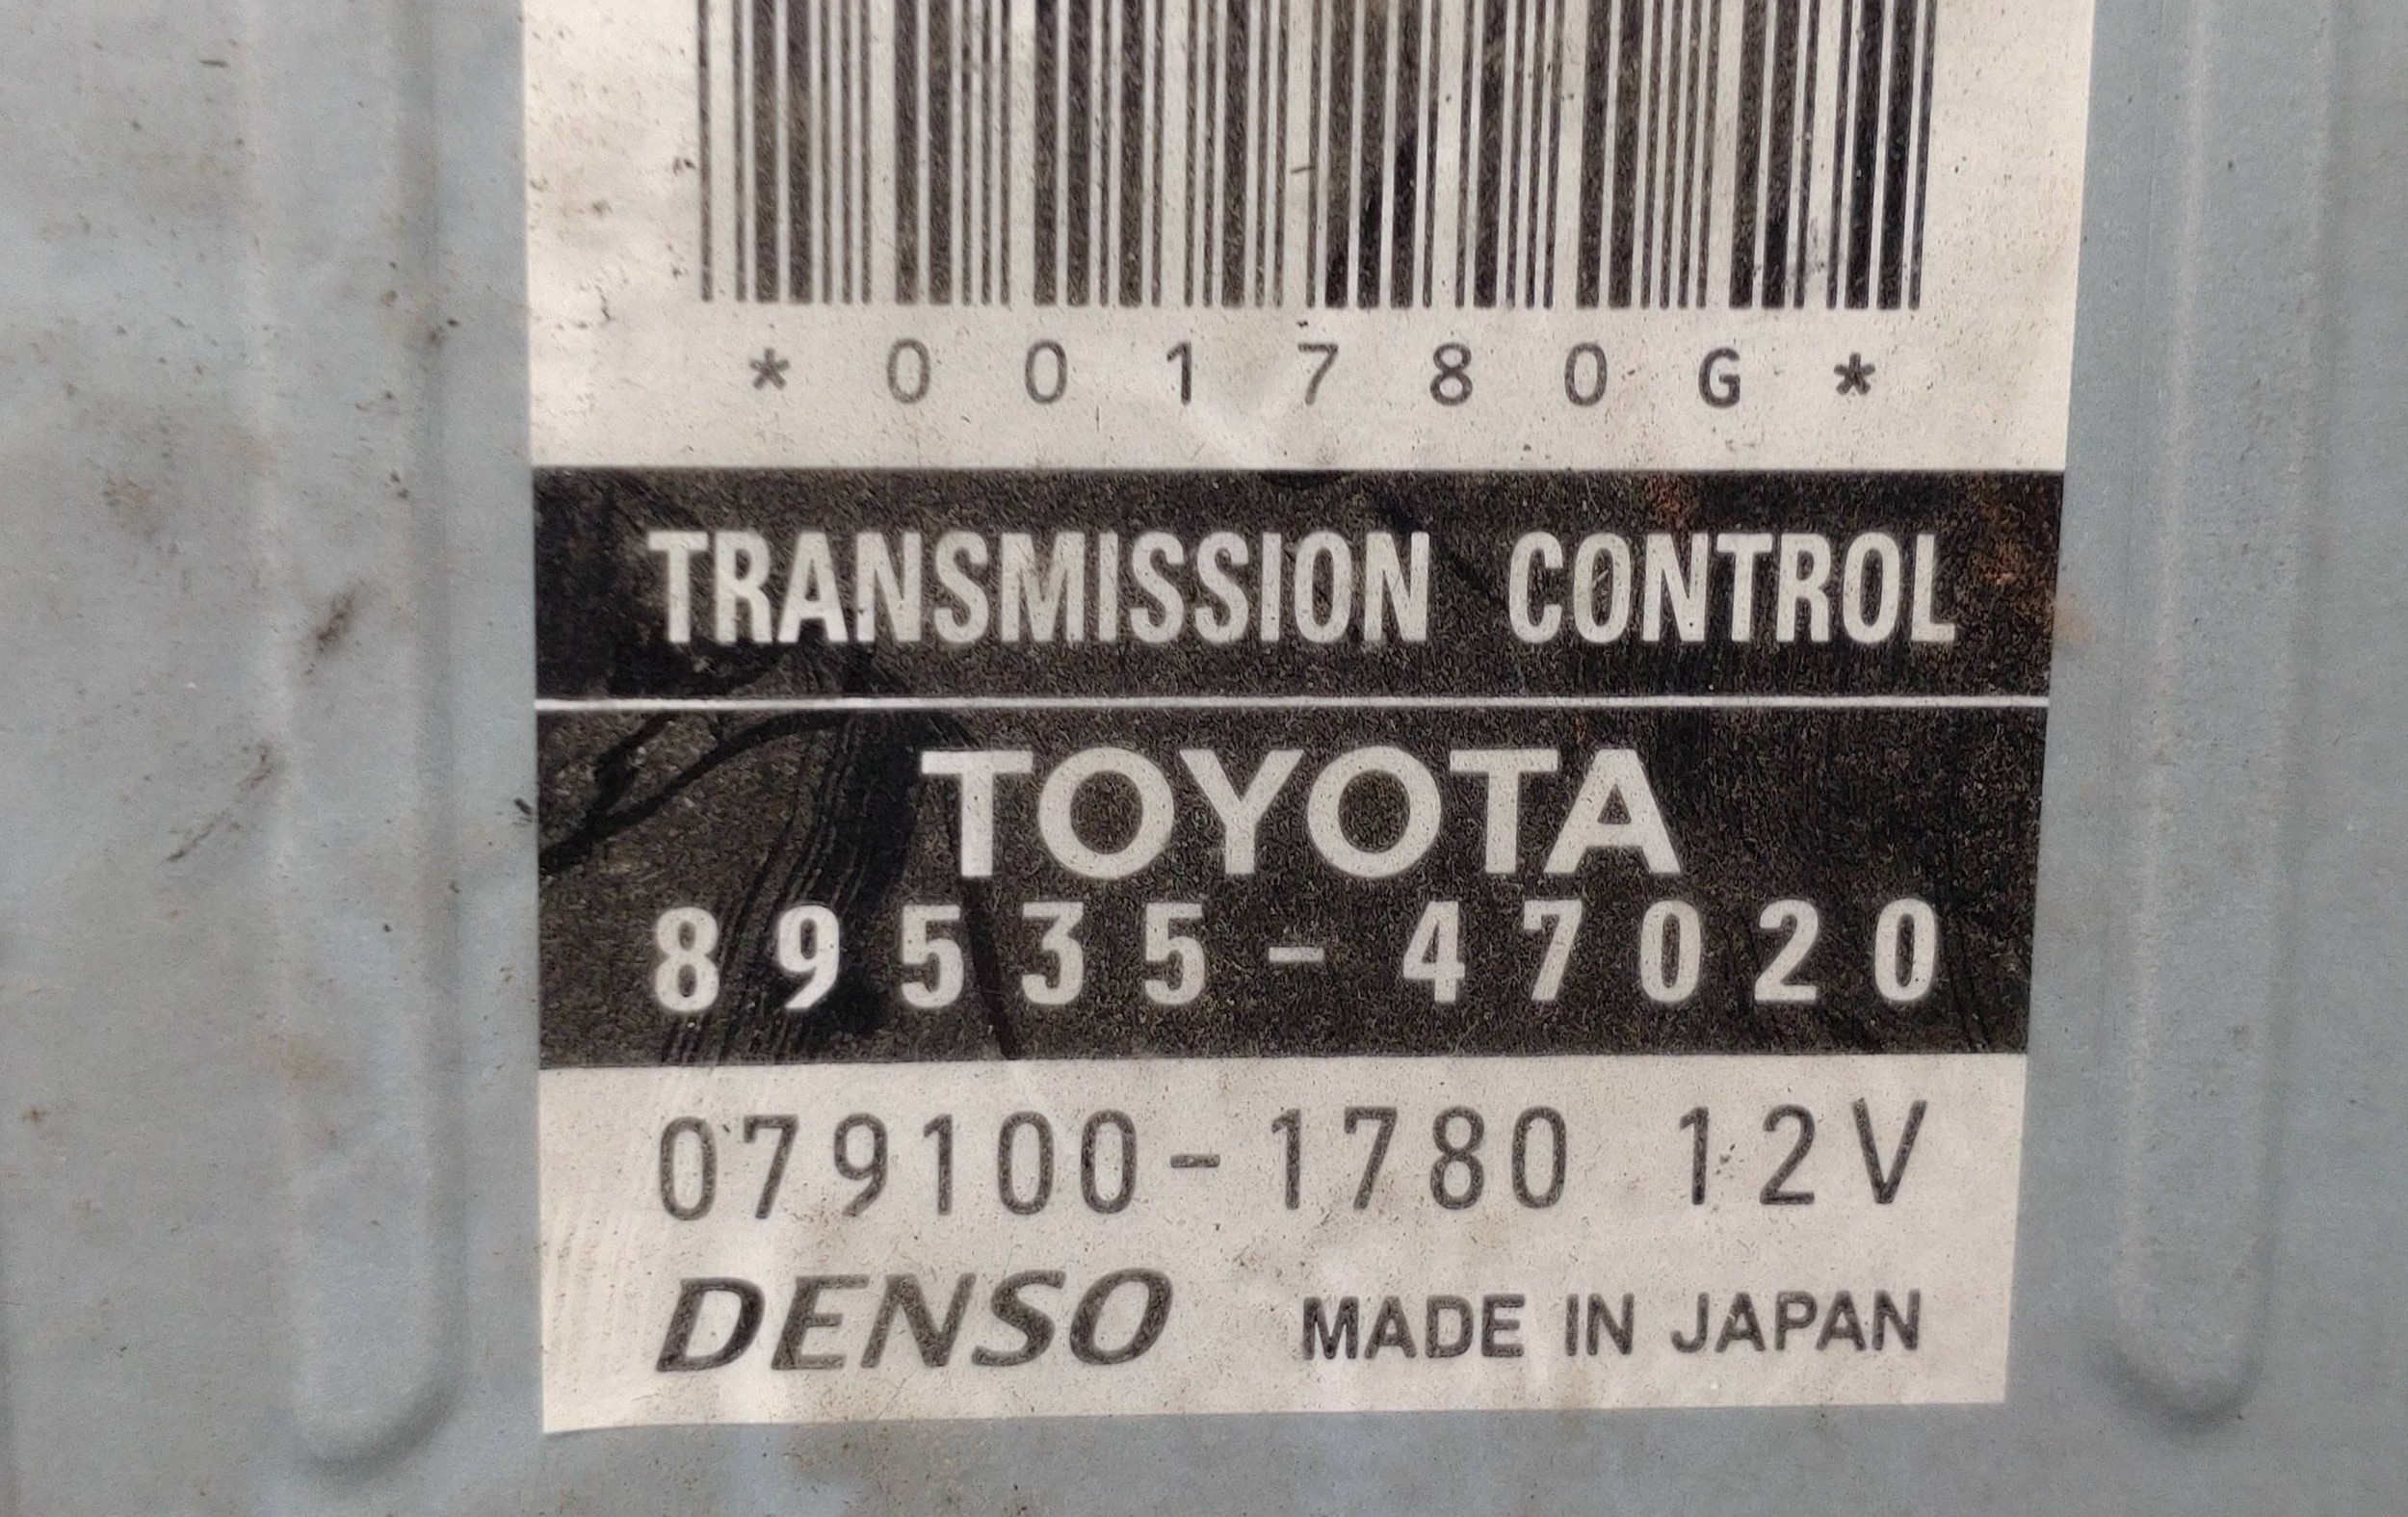 *001780G*
TRANSMISSION CONTROL
TOYOTA
89535-47020
079100-1780 12V
DENSO MADE IN JAPAN